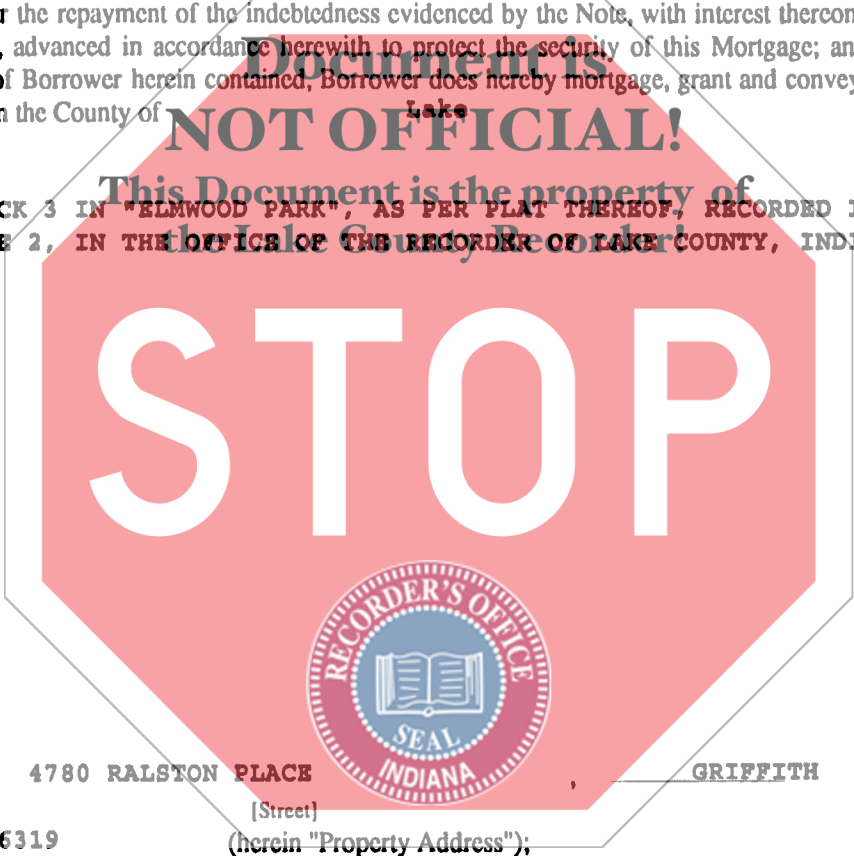 r the repayment of the indebtedness evidenced by the Note, with interest thereon
, advanced in accordance herewith to protect the security of this Mortgage; an
Document is
of Borrower herein contained, Borrower does hereby mortgage, grant and convey
n the County of Lake
NOT OFFICIAL!
This Document is the property of
CK 3 IN "ELMWOOD PARK", AS PER PLAT THEREOF, RECORDED I
the Lake County Recorder!
E 2, IN THE OFFICE OF THE RECORDER OF LAKE COUNTY, INDI
STOP
RECORDER'S OFFICE
SEAL
INDIANA
4780 RALSTON PLACE , GRIFFITH
[Street]
6319 (herein "Property Address");